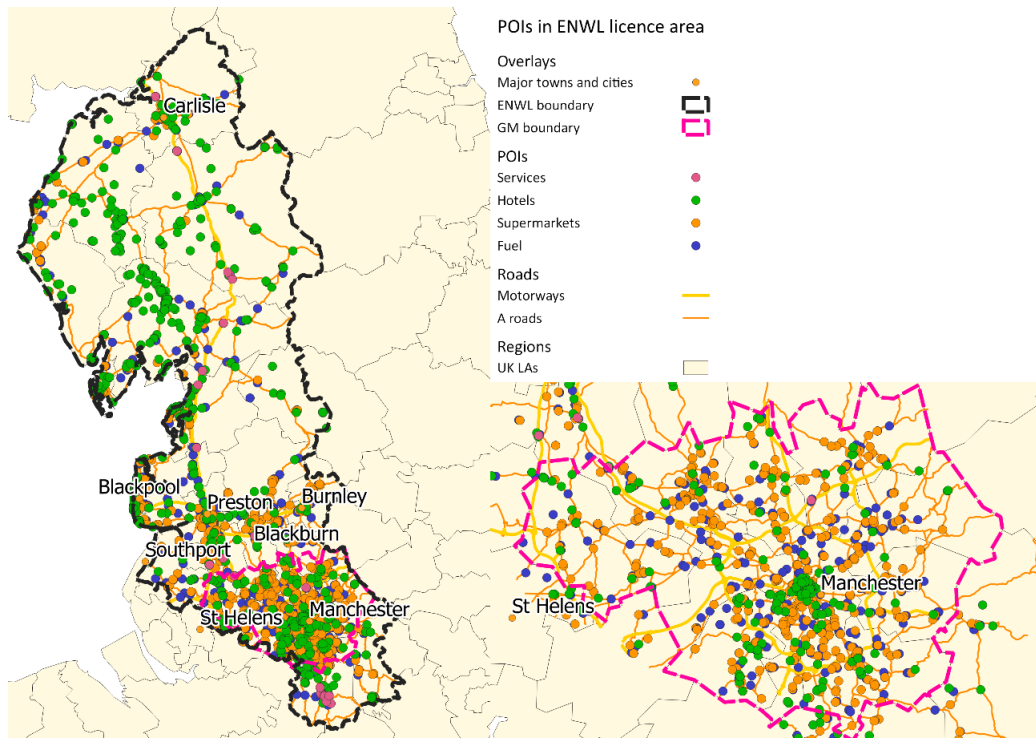 POIs in ENWL licence area
Overlays
Major towns and cities
ENWL boundary
GM boundary
POIs
Services
Hotels
Supermarkets
Fuel
Roads
Motorways
A roads
Regions
UK LAs
Carlisle
Blackpool
Preston
Burnley
Blackburn
Southport
St Helens
Manchester
Manchester
St Helens